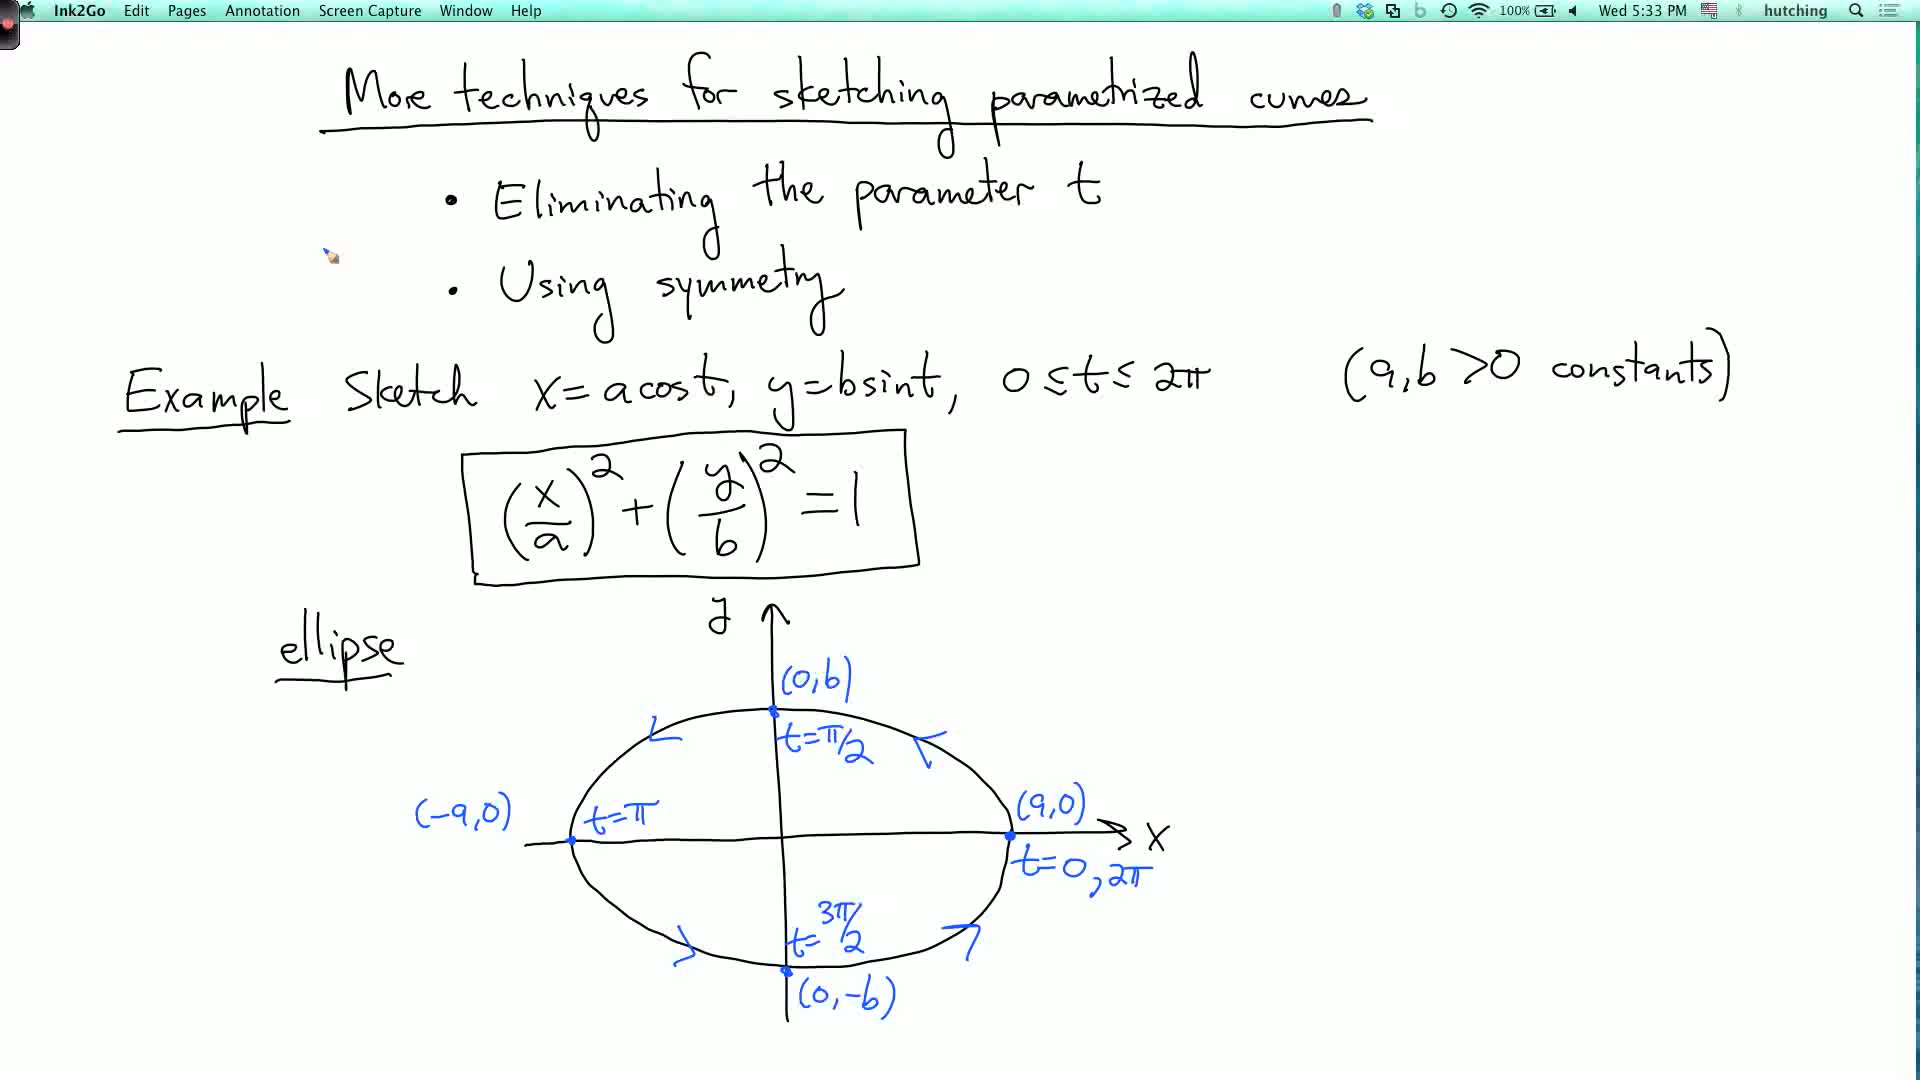 Ink2Go Edit Pages Annotation Screen Capture Window Help 100% Wed 5:33 PM hutching
More techniques for sketching parametrized curves
• Eliminating the parameter t
• Using symmetry
Example Sketch x=acost, y=bsint, 0≤t≤2π (a,b>0 constants)
(x/a)²+(y/b)²=1
ellipse
y
(0,b)
t=π/2
(-a,0)
t=π
(a,0)
x
t=0,2π
t=3π/2
(0,-b)